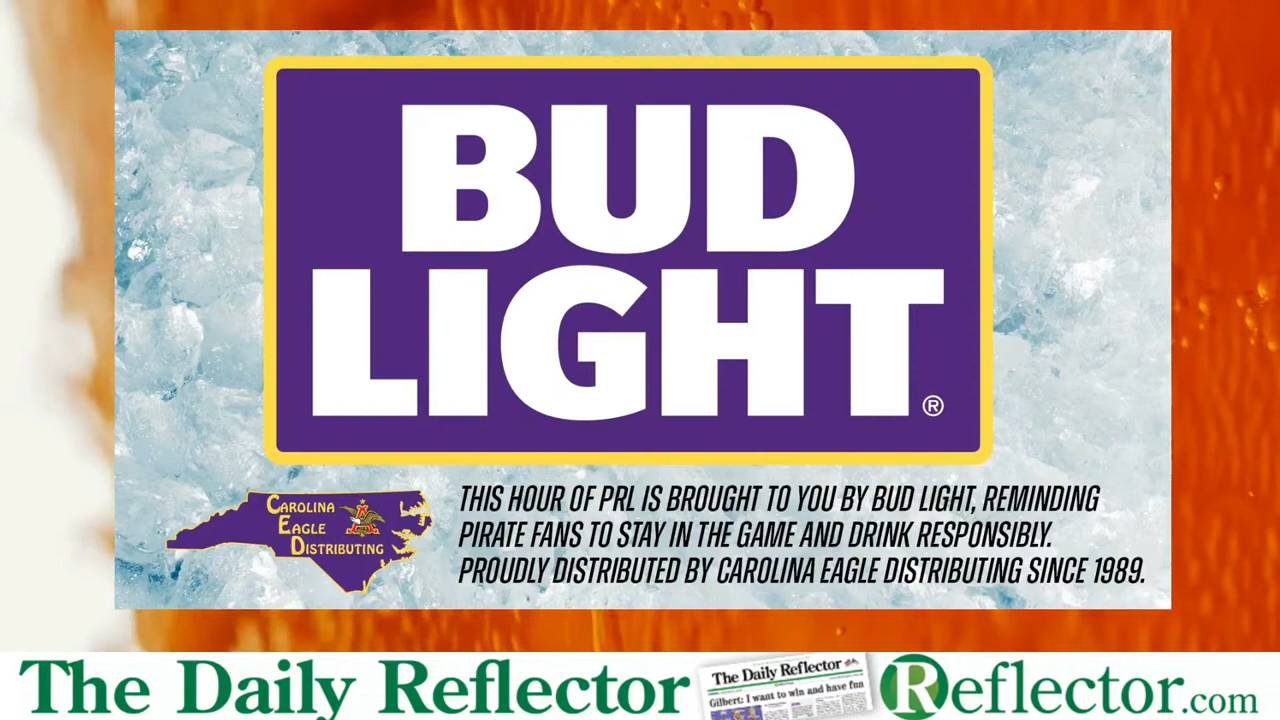 BUD
LIGHT®
CAROLINA
EAGLE
DISTRIBUTING
THIS HOUR OF PRL IS BROUGHT TO YOU BY BUD LIGHT, REMINDING
PIRATE FANS TO STAY IN THE GAME AND DRINK RESPONSIBLY.
PROUDLY DISTRIBUTED BY CAROLINA EAGLE DISTRIBUTING SINCE 1989.
The Daily Reflector
The Daily Reflector
Gilbert: I want to win and have fun
Reflector.com